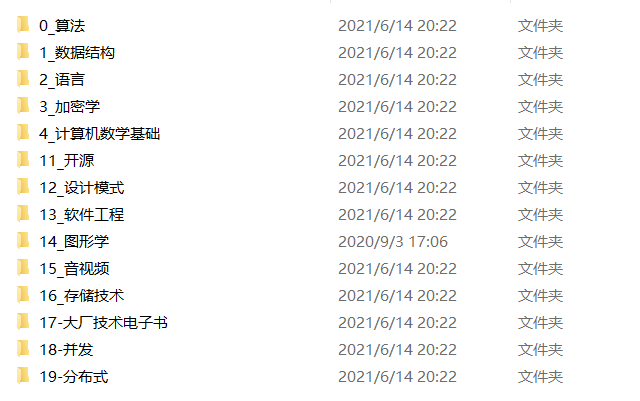 0_算法 2021/6/14 20:22 文件夹
1_数据结构 2021/6/14 20:22 文件夹
2_语言 2021/6/14 20:22 文件夹
3_加密学 2021/6/14 20:22 文件夹
4_计算机数学基础 2021/6/14 20:22 文件夹
11_开源 2021/6/14 20:22 文件夹
12_设计模式 2021/6/14 20:22 文件夹
13_软件工程 2021/6/14 20:22 文件夹
14_图形学 2020/9/3 17:06 文件夹
15_音视频 2021/6/14 20:22 文件夹
16_存储技术 2021/6/14 20:22 文件夹
17-大厂技术电子书 2021/6/14 20:22 文件夹
18-并发 2021/6/14 20:22 文件夹
19-分布式 2021/6/14 20:22 文件夹